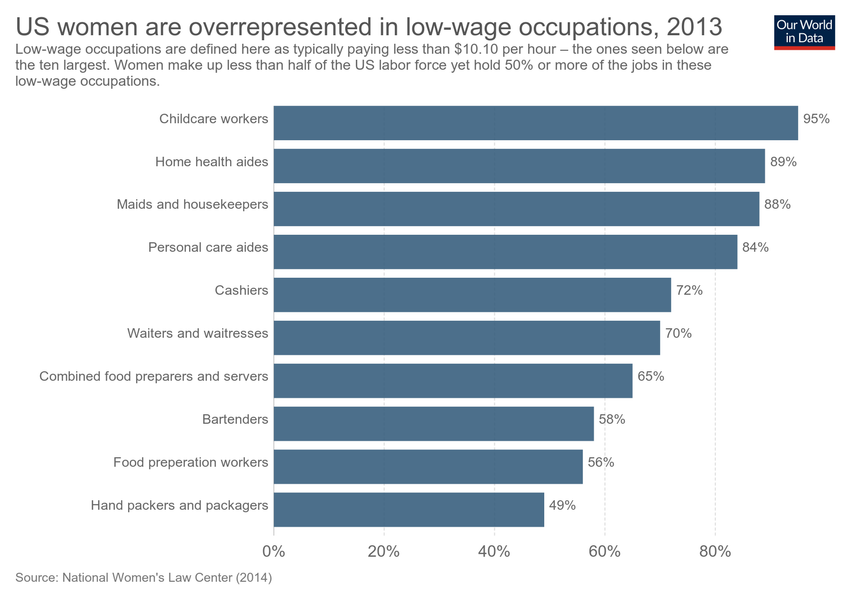 US women are overrepresented in low-wage occupations, 2013
Our World
in Data
Low-wage occupations are defined here as typically paying less than $10.10 per hour – the ones seen below are
the ten largest. Women make up less than half of the US labor force yet hold 50% or more of the jobs in these
low-wage occupations.
Childcare workers 95%
Home health aides 89%
Maids and housekeepers 88%
Personal care aides 84%
Cashiers 72%
Waiters and waitresses 70%
Combined food preparers and servers 65%
Bartenders 58%
Food preperation workers 56%
Hand packers and packagers 49%
0% 20% 40% 60% 80%
Source: National Women's Law Center (2014)